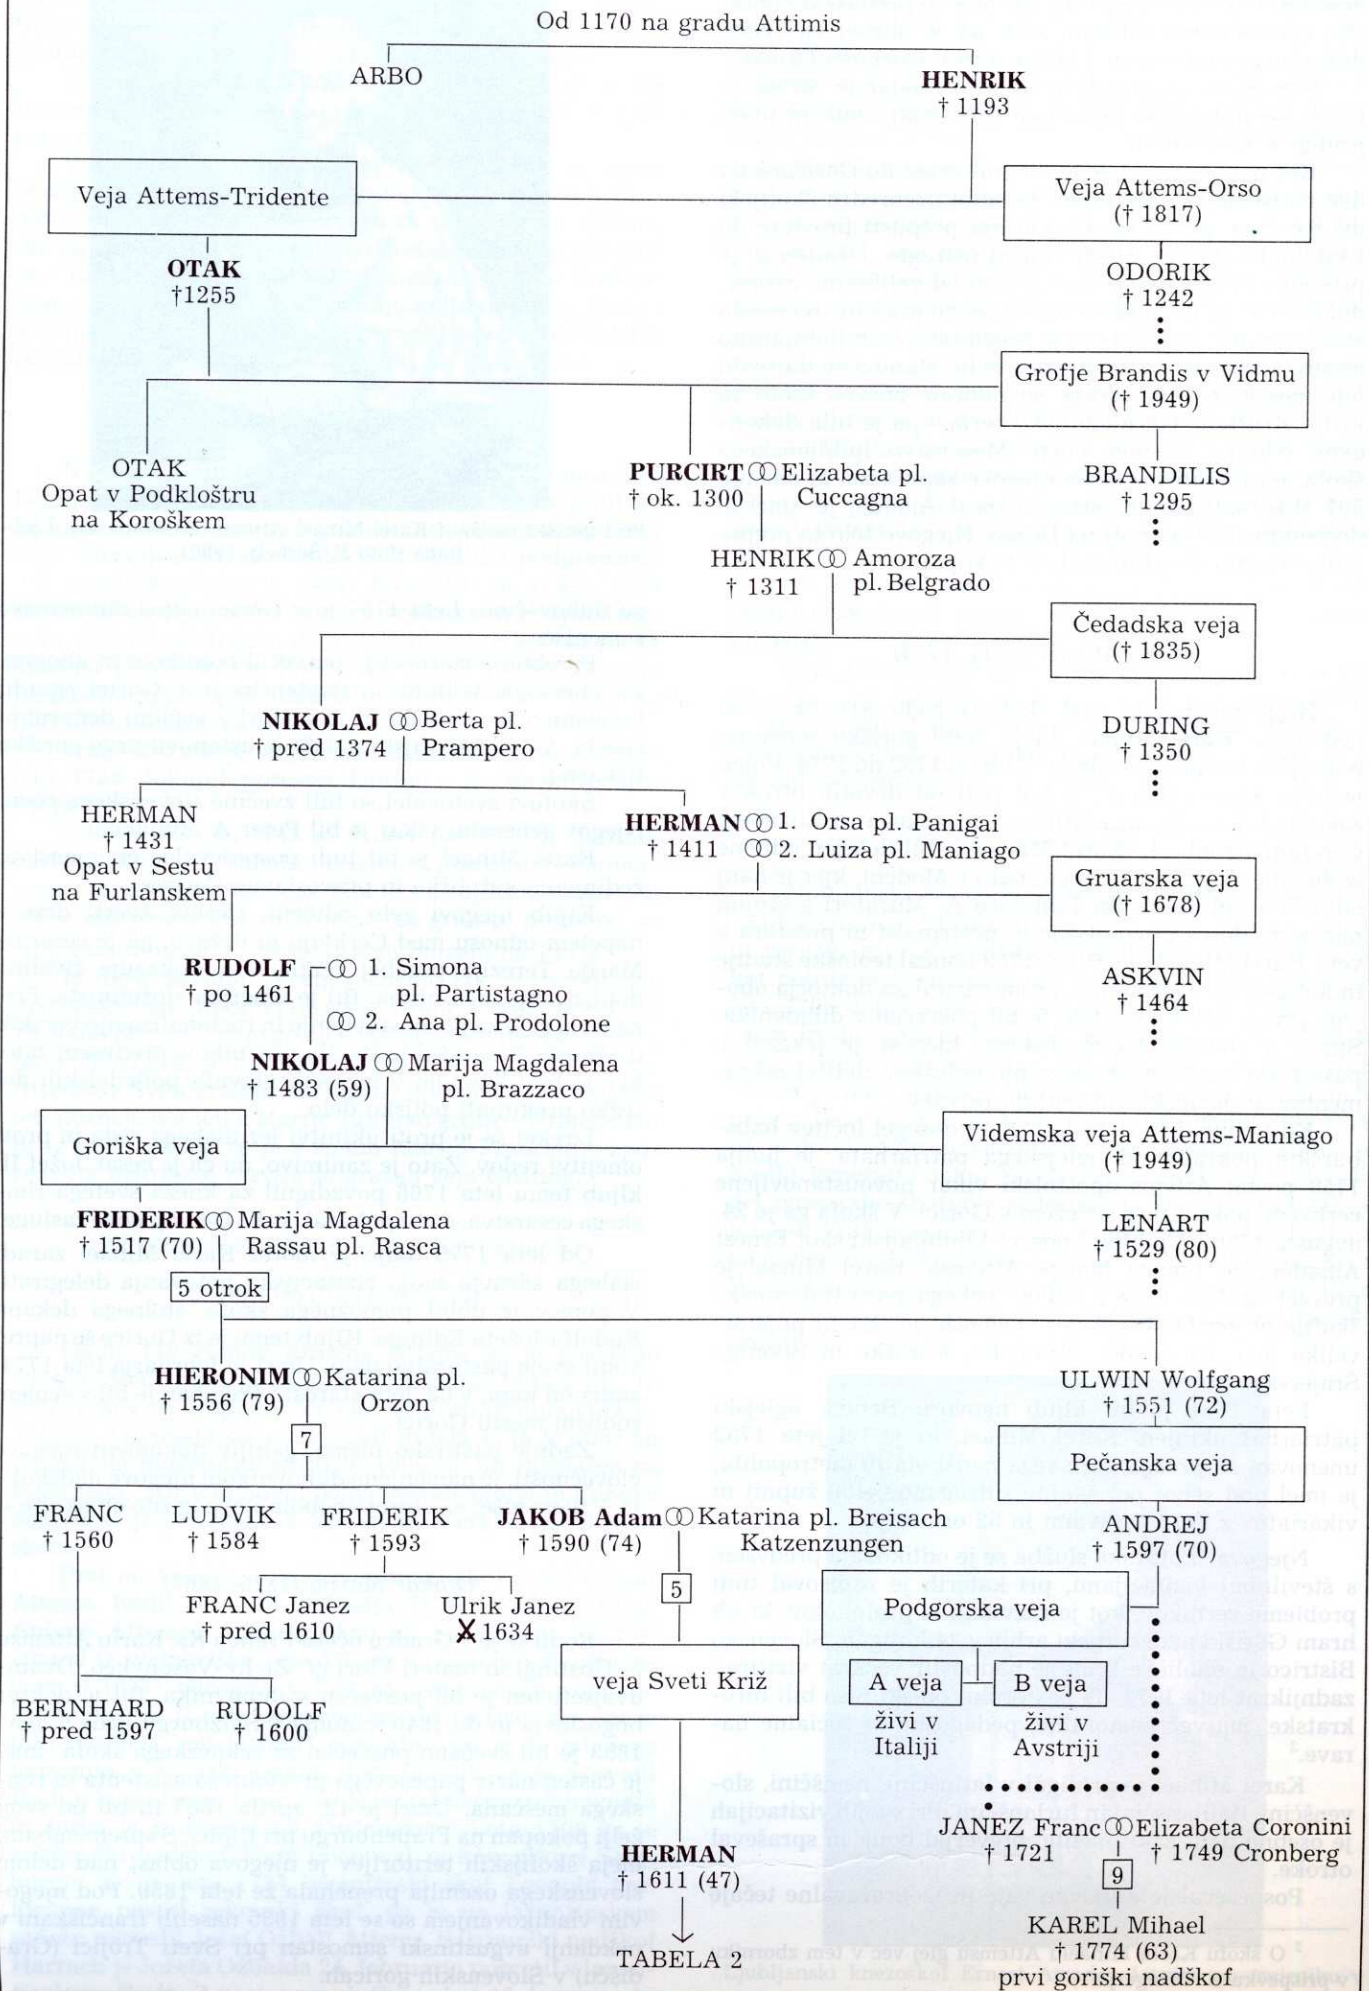 Od 1170 na gradu Attimis
ARBO
HENRIK
† 1193
Veja Attems-Tridente
Veja Attems-Orso
(† 1817)
OTAK
†1255
ODORIK
† 1242
Grofje Brandis v Vidmu
(† 1949)
OTAK
Opat v Podkloštru
na Koroškem
PURCIRT ⚭ Elizabeta pl.
† ok. 1300 Cuccagna
BRANDILIS
† 1295
HENRIK ⚭ Amoroza
† 1311 pl. Belgrado
Čedadska veja
(† 1835)
NIKOLAJ ⚭ Berta pl.
† pred 1374 Prampero
DURING
† 1350
HERMAN
† 1431
Opat v Sestu
na Furlanskem
HERMAN ⚭ 1. Orsa pl. Panigai
† 1411 ⚭ 2. Luiza pl. Maniago
Gruarska veja
(† 1678)
RUDOLF ⚭ 1. Simona
† po 1461 pl. Partistagno
⚭ 2. Ana pl. Prodolone
ASKVIN
† 1464
NIKOLAJ ⚭ Marija Magdalena
† 1483 (59) pl. Brazzaco
Goriška veja
Videmska veja Attems-Maniago
(† 1949)
FRIDERIK ⚭ Marija Magdalena
† 1517 (70) Rassau pl. Rasca
LENART
† 1529 (80)
5 otrok
HIERONIM ⚭ Katarina pl.
† 1556 (79) Orzon
ULWIN Wolfgang
† 1551 (72)
7
Pečanska veja
FRANC
† 1560
LUDVIK
† 1584
FRIDERIK
† 1593
JAKOB Adam ⚭ Katarina pl. Breisach
† 1590 (74) Katzenzungen
ANDREJ
† 1597 (70)
5
FRANC Janez
† pred 1610
Ulrik Janez
✗ 1634
Podgorska veja
veja Sveti Križ
A veja
živi v
Italiji
B veja
živi v
Avstriji
BERNHARD
† pred 1597
RUDOLF
† 1600
JANEZ Franc ⚭ Elizabeta Coronini
† 1721 † 1749 Cronberg
9
HERMAN
† 1611 (47)
KAREL Mihael
† 1774 (63)
prvi goriški nadškof
TABELA 2